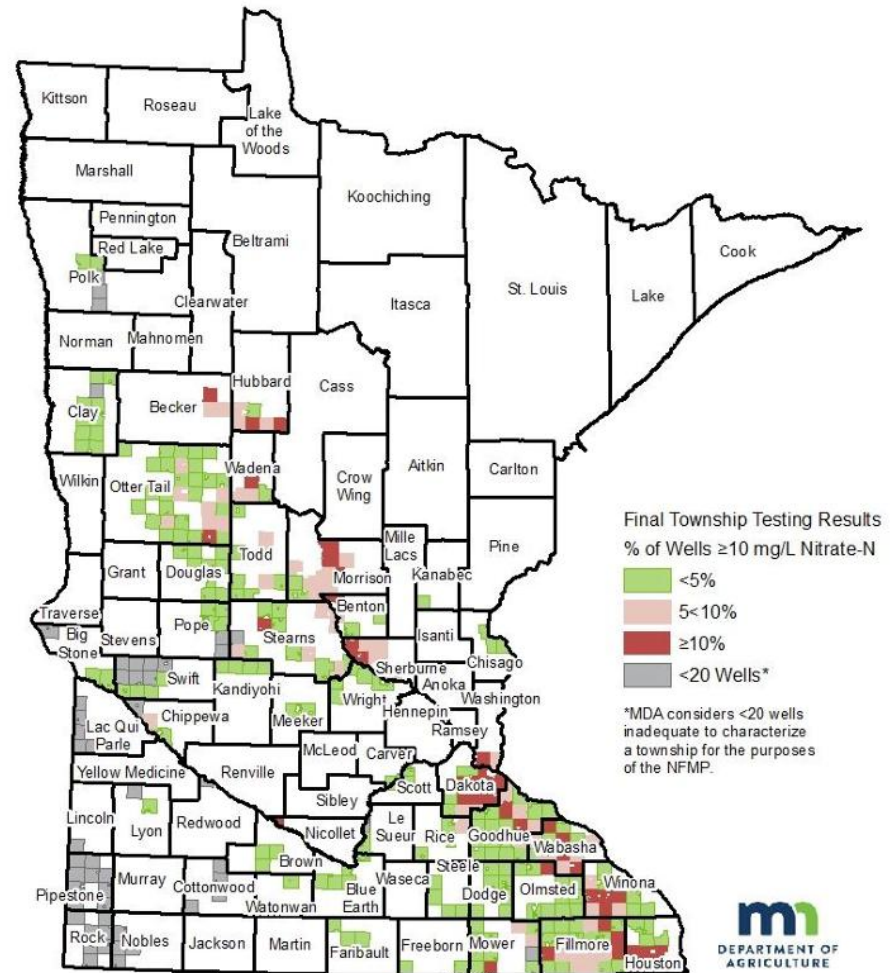 Kittson
Roseau
Lake
of the
Woods
Marshall
Koochiching
Pennington
Red Lake
Beltrami
Polk
Clearwater
Itasca
St. Louis
Lake
Cook
Norman
Mahnomen
Hubbard
Cass
Clay
Becker
Wilkin
Otter Tail
Wadena
Crow
Wing
Aitkin
Carlton
Pine
Mille
Lacs
Todd
Morrison
Kanabec
Grant
Douglas
Benton
Traverse
Big
Stone
Stevens
Pope
Stearns
Isanti
Chisago
Sherburne
Anoka
Washington
Swift
Kandiyohi
Wright
Hennepin
Ramsey
Lac Qui
Parle
Chippewa
Meeker
McLeod
Carver
Yellow Medicine
Renville
Scott
Dakota
Sibley
Lincoln
Lyon
Redwood
Nicollet
Le
Sueur
Rice
Goodhue
Wabasha
Brown
Steele
Waseca
Pipestone
Murray
Cottonwood
Watonwan
Blue
Earth
Dodge
Olmsted
Winona
Rock
Nobles
Jackson
Martin
Faribault
Freeborn
Mower
Fillmore
Houston
Final Township Testing Results
% of Wells ≥10 mg/L Nitrate-N
<5%
5<10%
≥10%
<20 Wells*
*MDA considers <20 wells
inadequate to characterize
a township for the purposes
of the NFMP.
mn
DEPARTMENT OF
AGRICULTURE